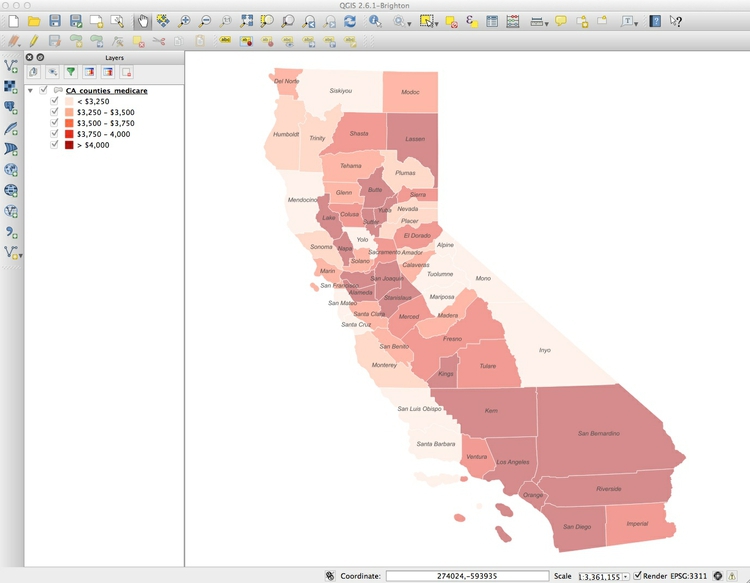 QGIS 2.6.1-Brighton
Layers
CA_counties_medicare
< $3,250
$3,250 - $3,500
$3,500 - $3,750
$3,750 - 4,000
> $4,000
Del Norte
Siskiyou
Modoc
Humboldt
Trinity
Shasta
Lassen
Tehama
Plumas
Mendocino
Glenn
Butte
Sierra
Lake
Colusa
Sutter
Yuba
Nevada
Placer
Sonoma
Napa
Yolo
El Dorado
Alpine
Sacramento
Amador
Marin
Solano
Calaveras
San Francisco
San Joaquin
Tuolumne
Mono
Alameda
San Mateo
Stanislaus
Mariposa
Santa Clara
Merced
Madera
Santa Cruz
Fresno
San Benito
Inyo
Monterey
Kings
Tulare
San Luis Obispo
Kern
San Bernardino
Santa Barbara
Ventura
Los Angeles
Orange
Riverside
San Diego
Imperial
Coordinate: 274024,-593935 Scale 1:3,361,155 Render EPSG:3311